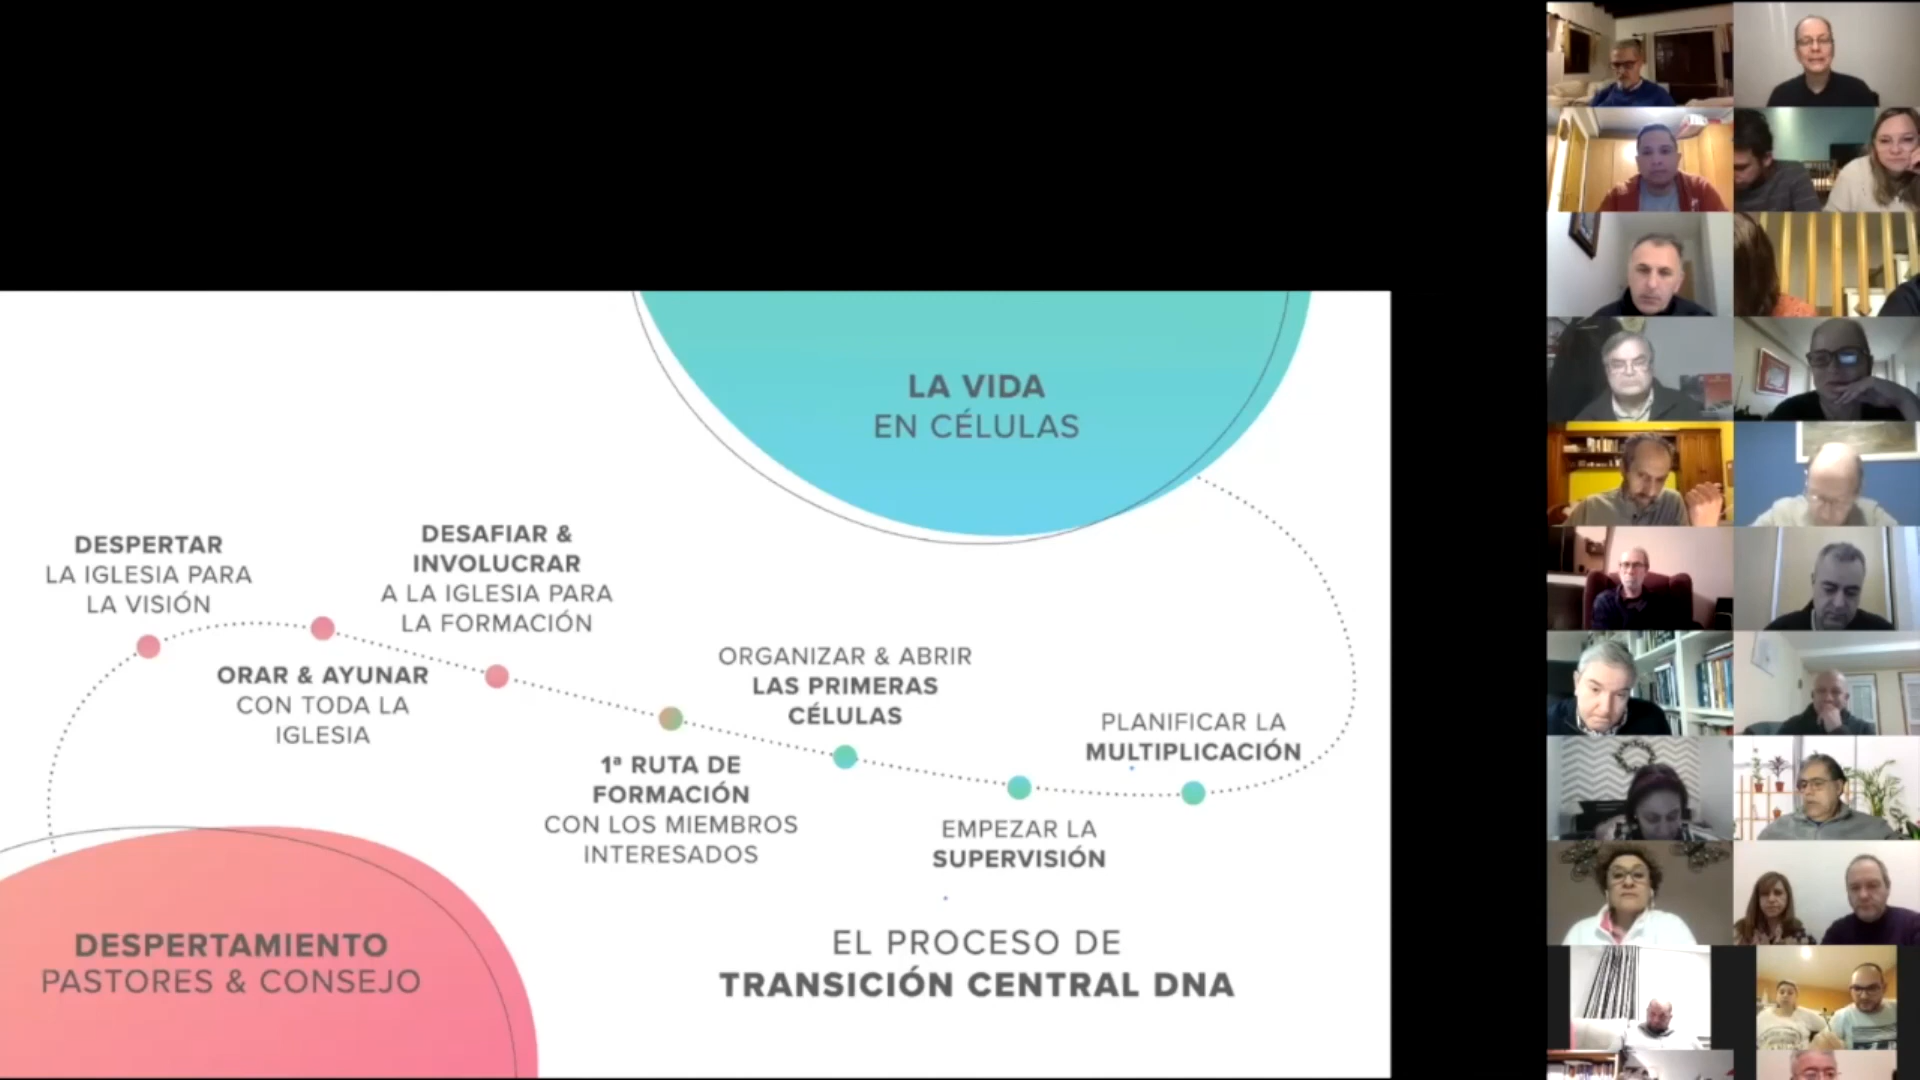 LA VIDA
EN CÉLULAS
DESPERTAR
LA IGLESIA PARA
LA VISIÓN
ORAR & AYUNAR
CON TODA LA
IGLESIA
DESAFIAR &
INVOLUCRAR
A LA IGLESIA PARA
LA FORMACIÓN
1ª RUTA DE
FORMACIÓN
CON LOS MIEMBROS
INTERESADOS
ORGANIZAR & ABRIR
LAS PRIMERAS
CÉLULAS
EMPEZAR LA
SUPERVISIÓN
PLANIFICAR LA
MULTIPLICACIÓN
DESPERTAMIENTO
PASTORES & CONSEJO
EL PROCESO DE
TRANSICIÓN CENTRAL DNA